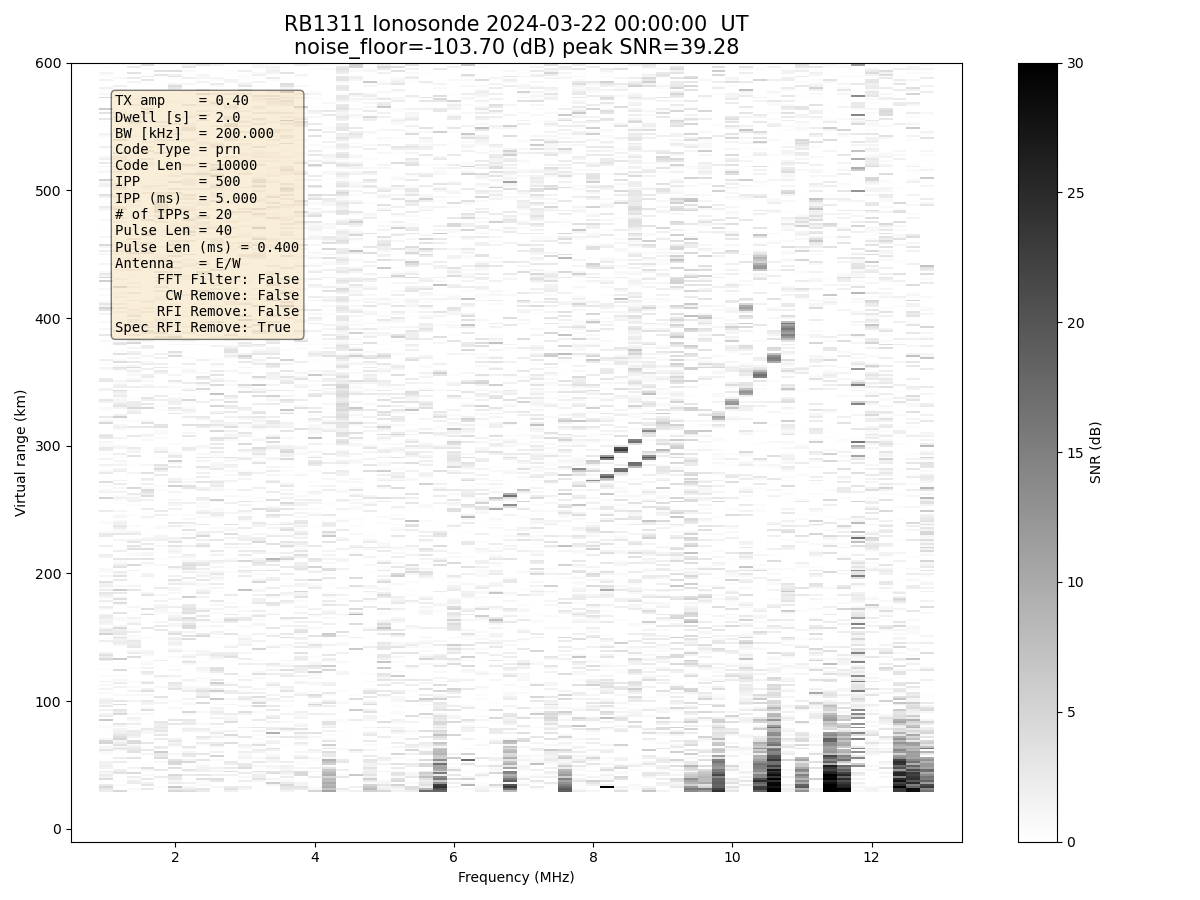 RB1311 Ionosonde 2024-03-22 00:00:00  UT
noise_floor=-103.70 (dB) peak SNR=39.28
TX amp    = 0.40
Dwell [s] = 2.0
BW [kHz]  = 200.000
Code Type = prn
Code Len  = 10000
IPP       = 500
IPP (ms)  = 5.000
# of IPPs = 20
Pulse Len = 40
Pulse Len (ms) = 0.400
Antenna   = E/W
FFT Filter: False
CW Remove: False
RFI Remove: False
Spec RFI Remove: True
600
500
400
300
200
100
0
Virtual range (km)
2
4
6
8
10
12
Frequency (MHz)
30
25
20
15
10
5
0
SNR (dB)